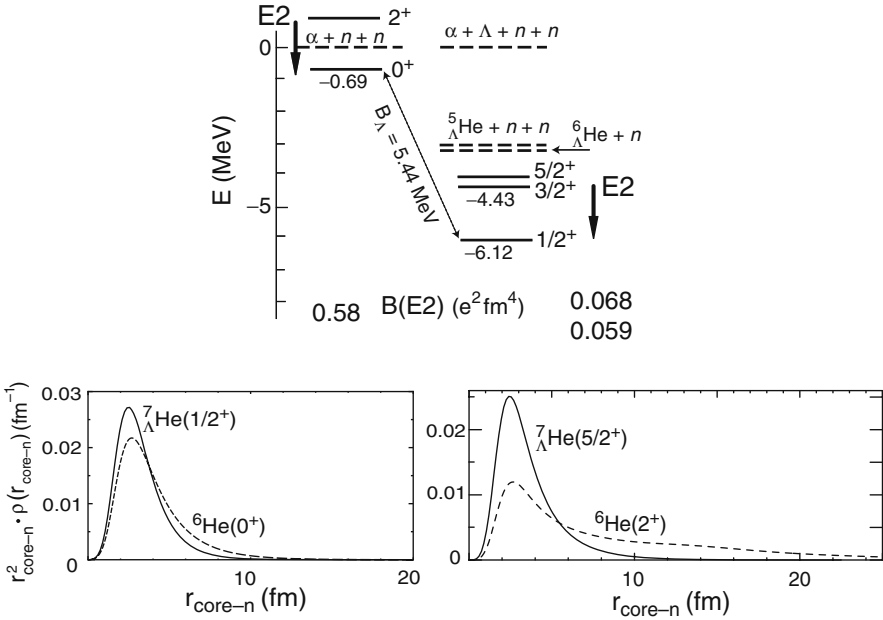 E2
2⁺
α + n + n
α + Λ + n + n
0
0⁺
−0.69
B_Λ = 5.44 MeV
⁵_ΛHe + n + n
⁶_ΛHe + n
E (MeV)
5/2⁺
3/2⁺
E2
−4.43
−5
1/2⁺
−6.12
0.58
B(E2) (e²fm⁴)
0.068
0.059
r²_core–n · ρ (r_core–n) (fm⁻¹)
0.03
0.02
0.01
0
⁷_ΛHe(1/2⁺)
⁶He(0⁺)
10
20
r_core–n (fm)
0.02
0.01
0
⁷_ΛHe(5/2⁺)
⁶He(2⁺)
10
20
r_core–n (fm)